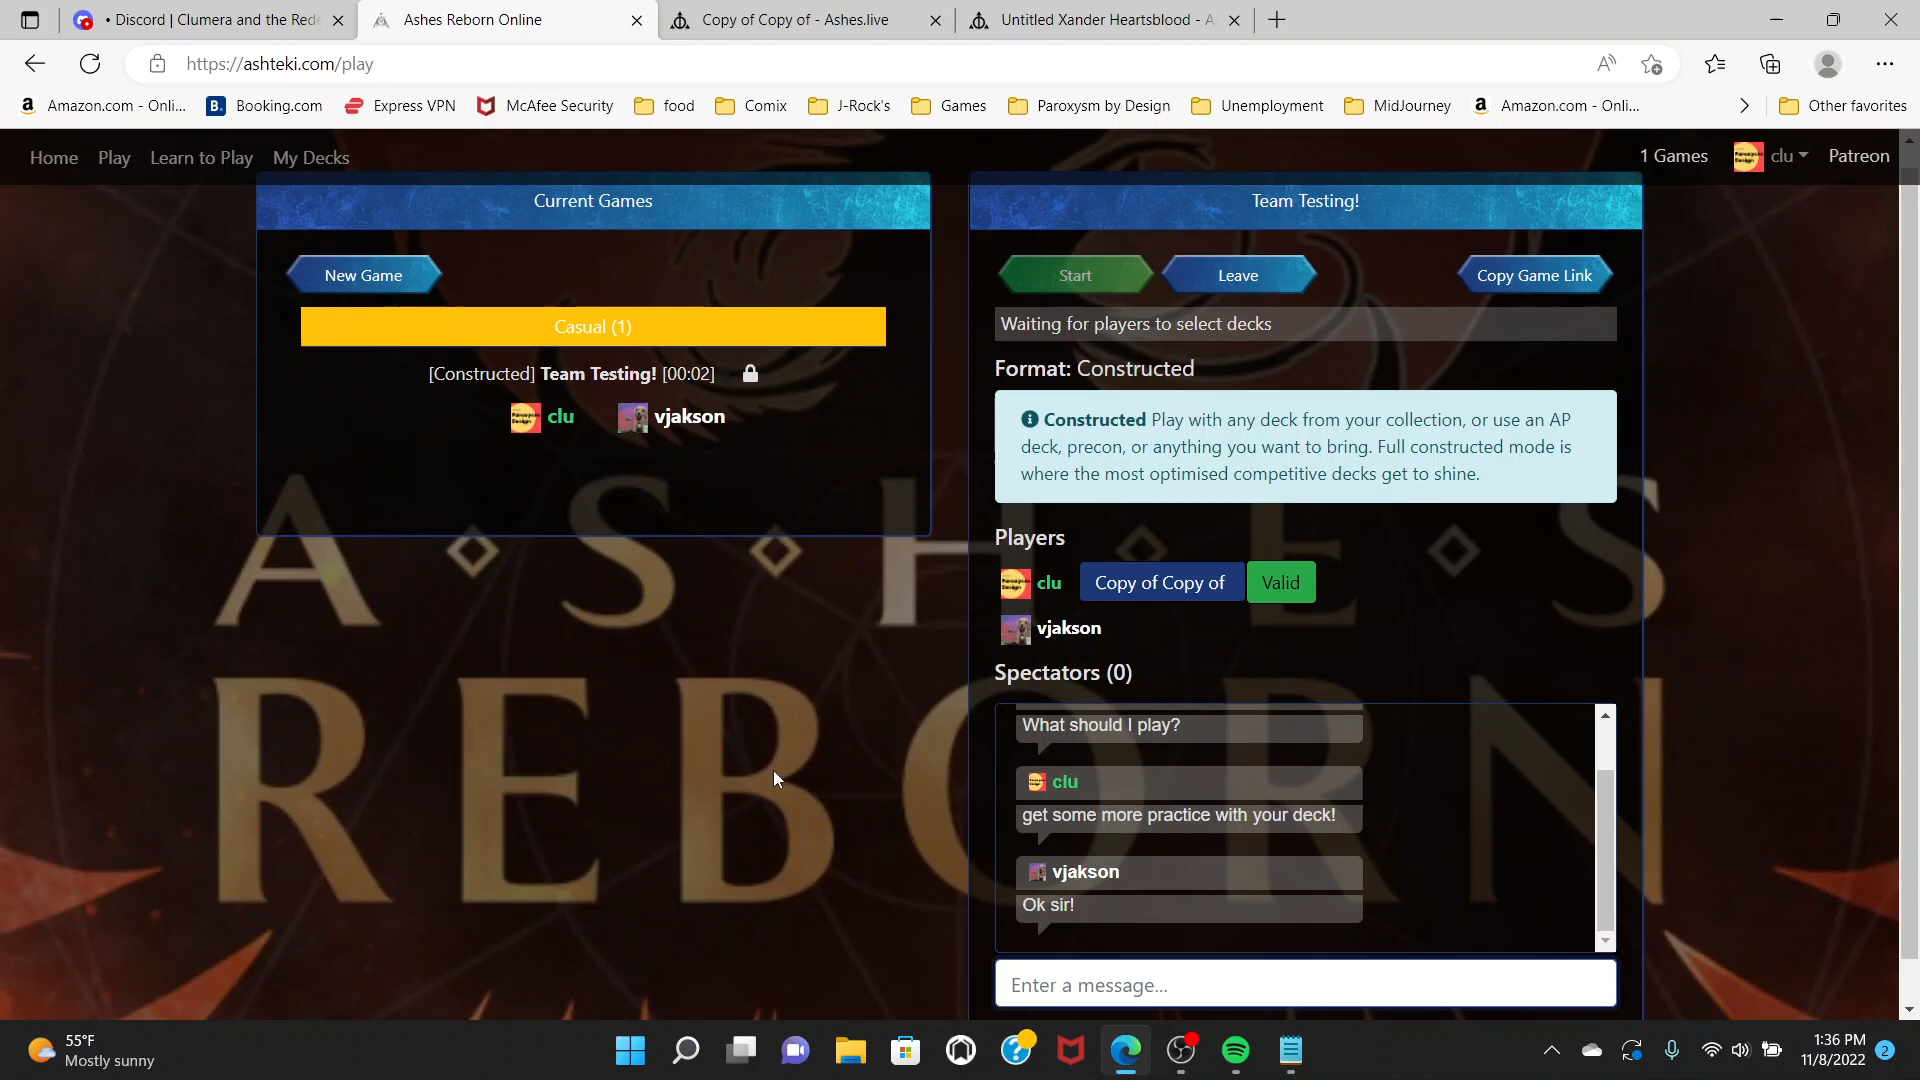 • Discord | Clumera and the Rede
Ashes Reborn Online
Copy of Copy of - Ashes.live
Untitled Xander Heartsblood - A
https://ashteki.com/play
Amazon.com - Onli...
Booking.com
Express VPN
McAfee Security
food
Comix
J-Rock's
Games
Paroxysm by Design
Unemployment
MidJourney
Amazon.com - Onli...
Other favorites
Home
Play
Learn to Play
My Decks
1 Games
clu
Patreon
Current Games
New Game
Casual (1)
[Constructed] Team Testing! [00:02]
clu
vjakson
Team Testing!
Start
Leave
Copy Game Link
Waiting for players to select decks
Format: Constructed
Constructed Play with any deck from your collection, or use an AP
deck, precon, or anything you want to bring. Full constructed mode is
where the most optimised competitive decks get to shine.
Players
clu
Copy of Copy of
Valid
vjakson
Spectators (0)
What should I play?
clu
get some more practice with your deck!
vjakson
Ok sir!
Enter a message...
ASHES
REBORN
55°F
Mostly sunny
1:36 PM
11/8/2022
2